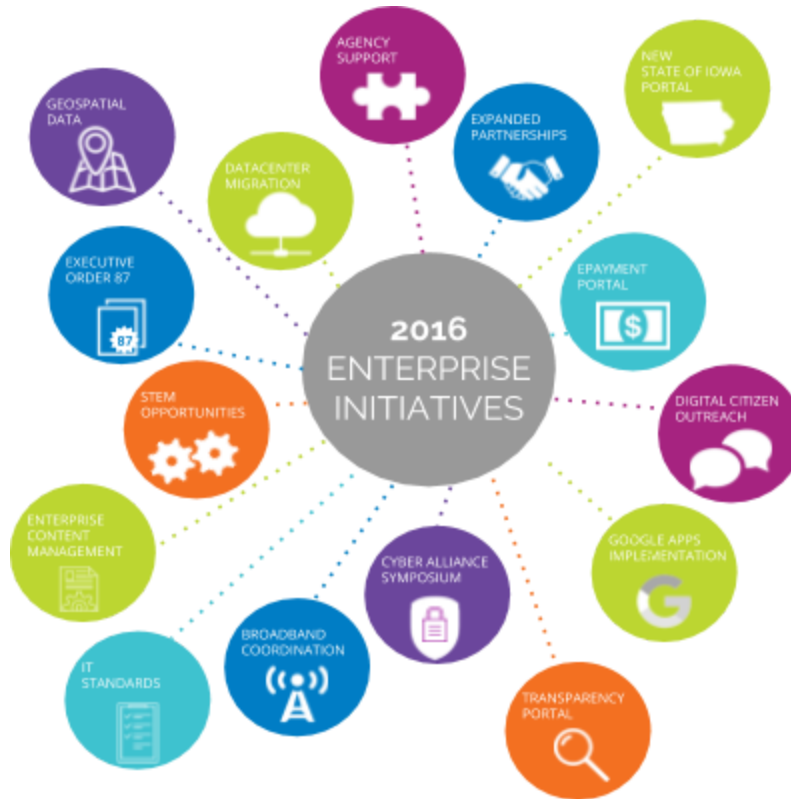 AGENCY
SUPPORT
NEW
STATE OF IOWA
PORTAL
GEOSPATIAL
DATA
EXPANDED
PARTNERSHIPS
DATACENTER
MIGRATION
EXECUTIVE
ORDER 87
87
EPAYMENT
PORTAL
$
2016
ENTERPRISE
INITIATIVES
STEM
OPPORTUNITIES
DIGITAL CITIZEN
OUTREACH
ENTERPRISE
CONTENT
MANAGEMENT
GOOGLE APPS
IMPLEMENTATION
G
CYBER ALLIANCE
SYMPOSIUM
BROADBAND
COORDINATION
IT
STANDARDS
TRANSPARENCY
PORTAL